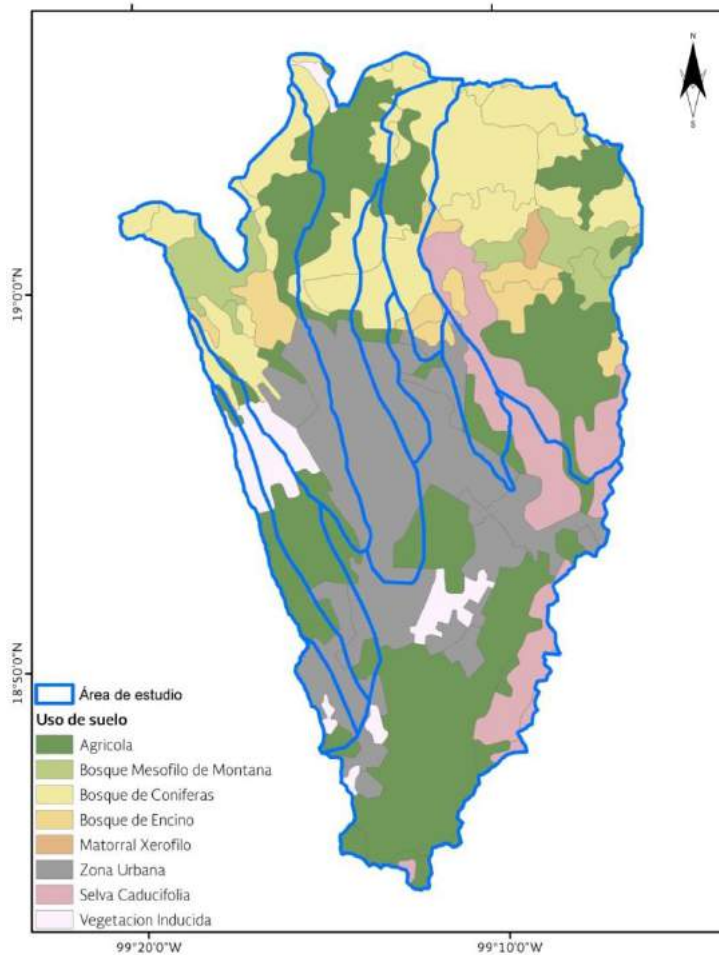 N
S
19°0'0"N
18°50'0"N
Área de estudio
Uso de suelo
Agricola
Bosque Mesofilo de Montana
Bosque de Coniferas
Bosque de Encino
Matorral Xerofilo
Zona Urbana
Selva Caducifolia
Vegetacion Inducida
99°20'0"W
99°10'0"W